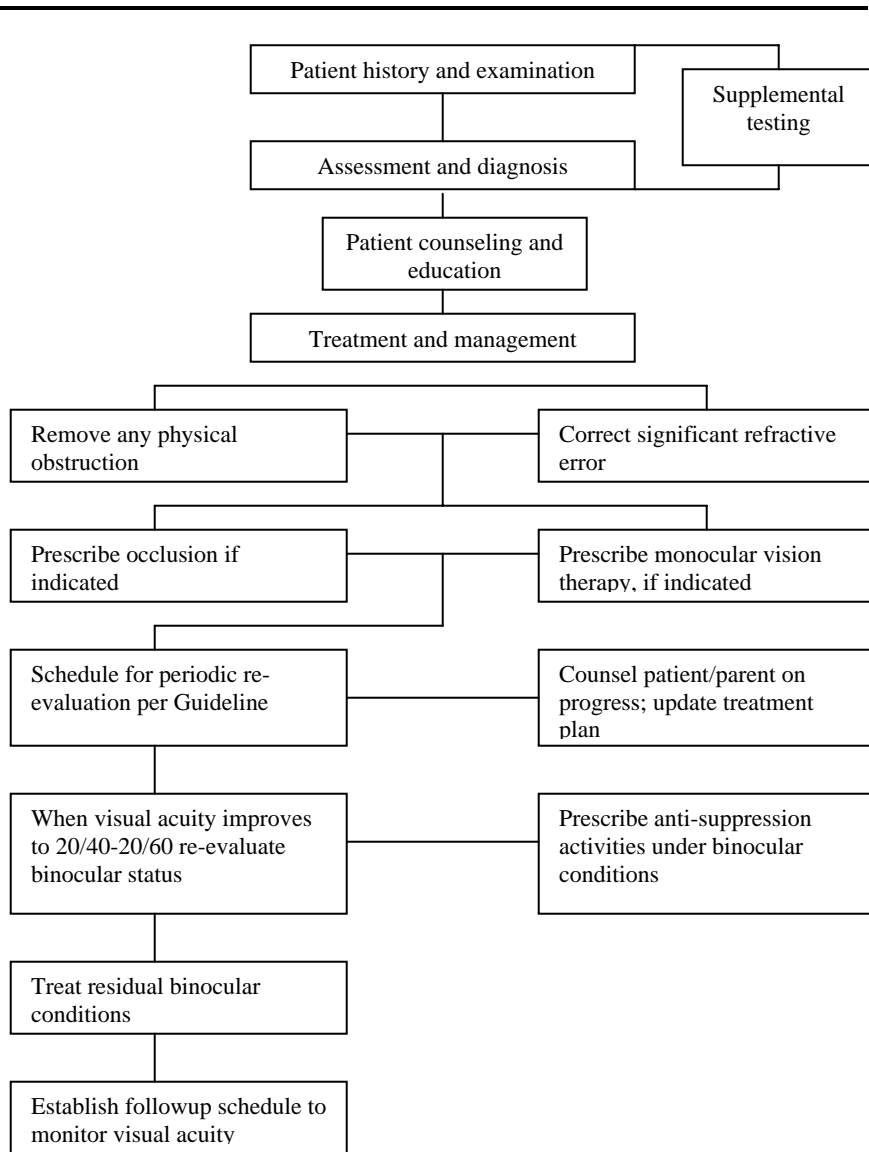 Patient history and examination
Supplemental
testing
Assessment and diagnosis
Patient counseling and
education
Treatment and management
Remove any physical
obstruction
Correct significant refractive
error
Prescribe occlusion if
indicated
Prescribe monocular vision
therapy, if indicated
Schedule for periodic re-
evaluation per Guideline
Counsel patient/parent on
progress; update treatment
plan
When visual acuity improves
to 20/40-20/60 re-evaluate
binocular status
Prescribe anti-suppression
activities under binocular
conditions
Treat residual binocular
conditions
Establish followup schedule to
monitor visual acuity